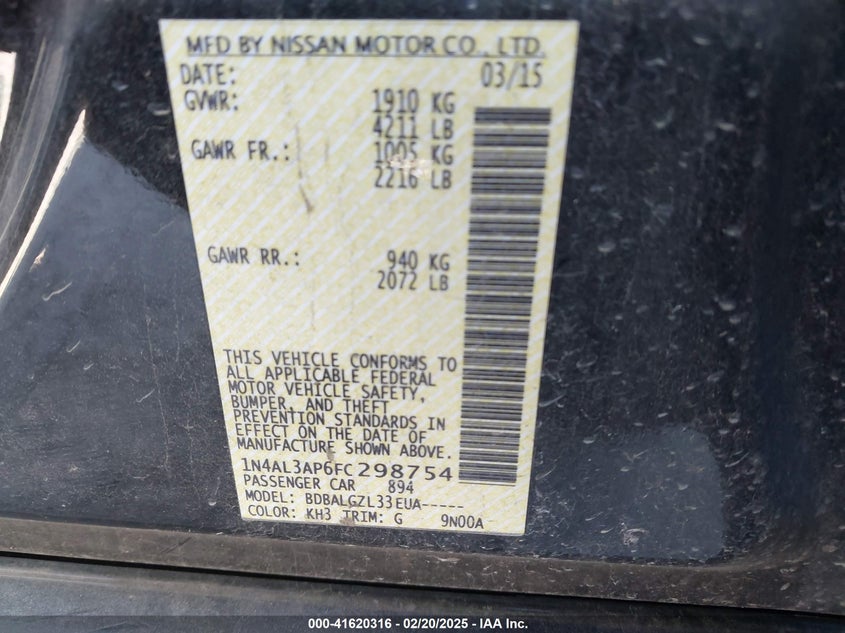 MFD BY NISSAN MOTOR CO., LTD.
DATE: 03/15
GVWR: 1910 KG
4211 LB
GAWR FR.: 1005 KG
2216 LB
GAWR RR.: 940 KG
2072 LB
THIS VEHICLE CONFORMS TO
ALL APPLICABLE FEDERAL
MOTOR VEHICLE SAFETY,
BUMPER, AND THEFT
PREVENTION STANDARDS IN
EFFECT ON THE DATE OF
MANUFACTURE SHOWN ABOVE.
1N4AL3AP6FC298754
PASSENGER CAR 894
MODEL: BDBALGZL33EUA-----
COLOR: KH3 TRIM: G 9N00A
000-41620316 - 02/20/2025 - IAA Inc.